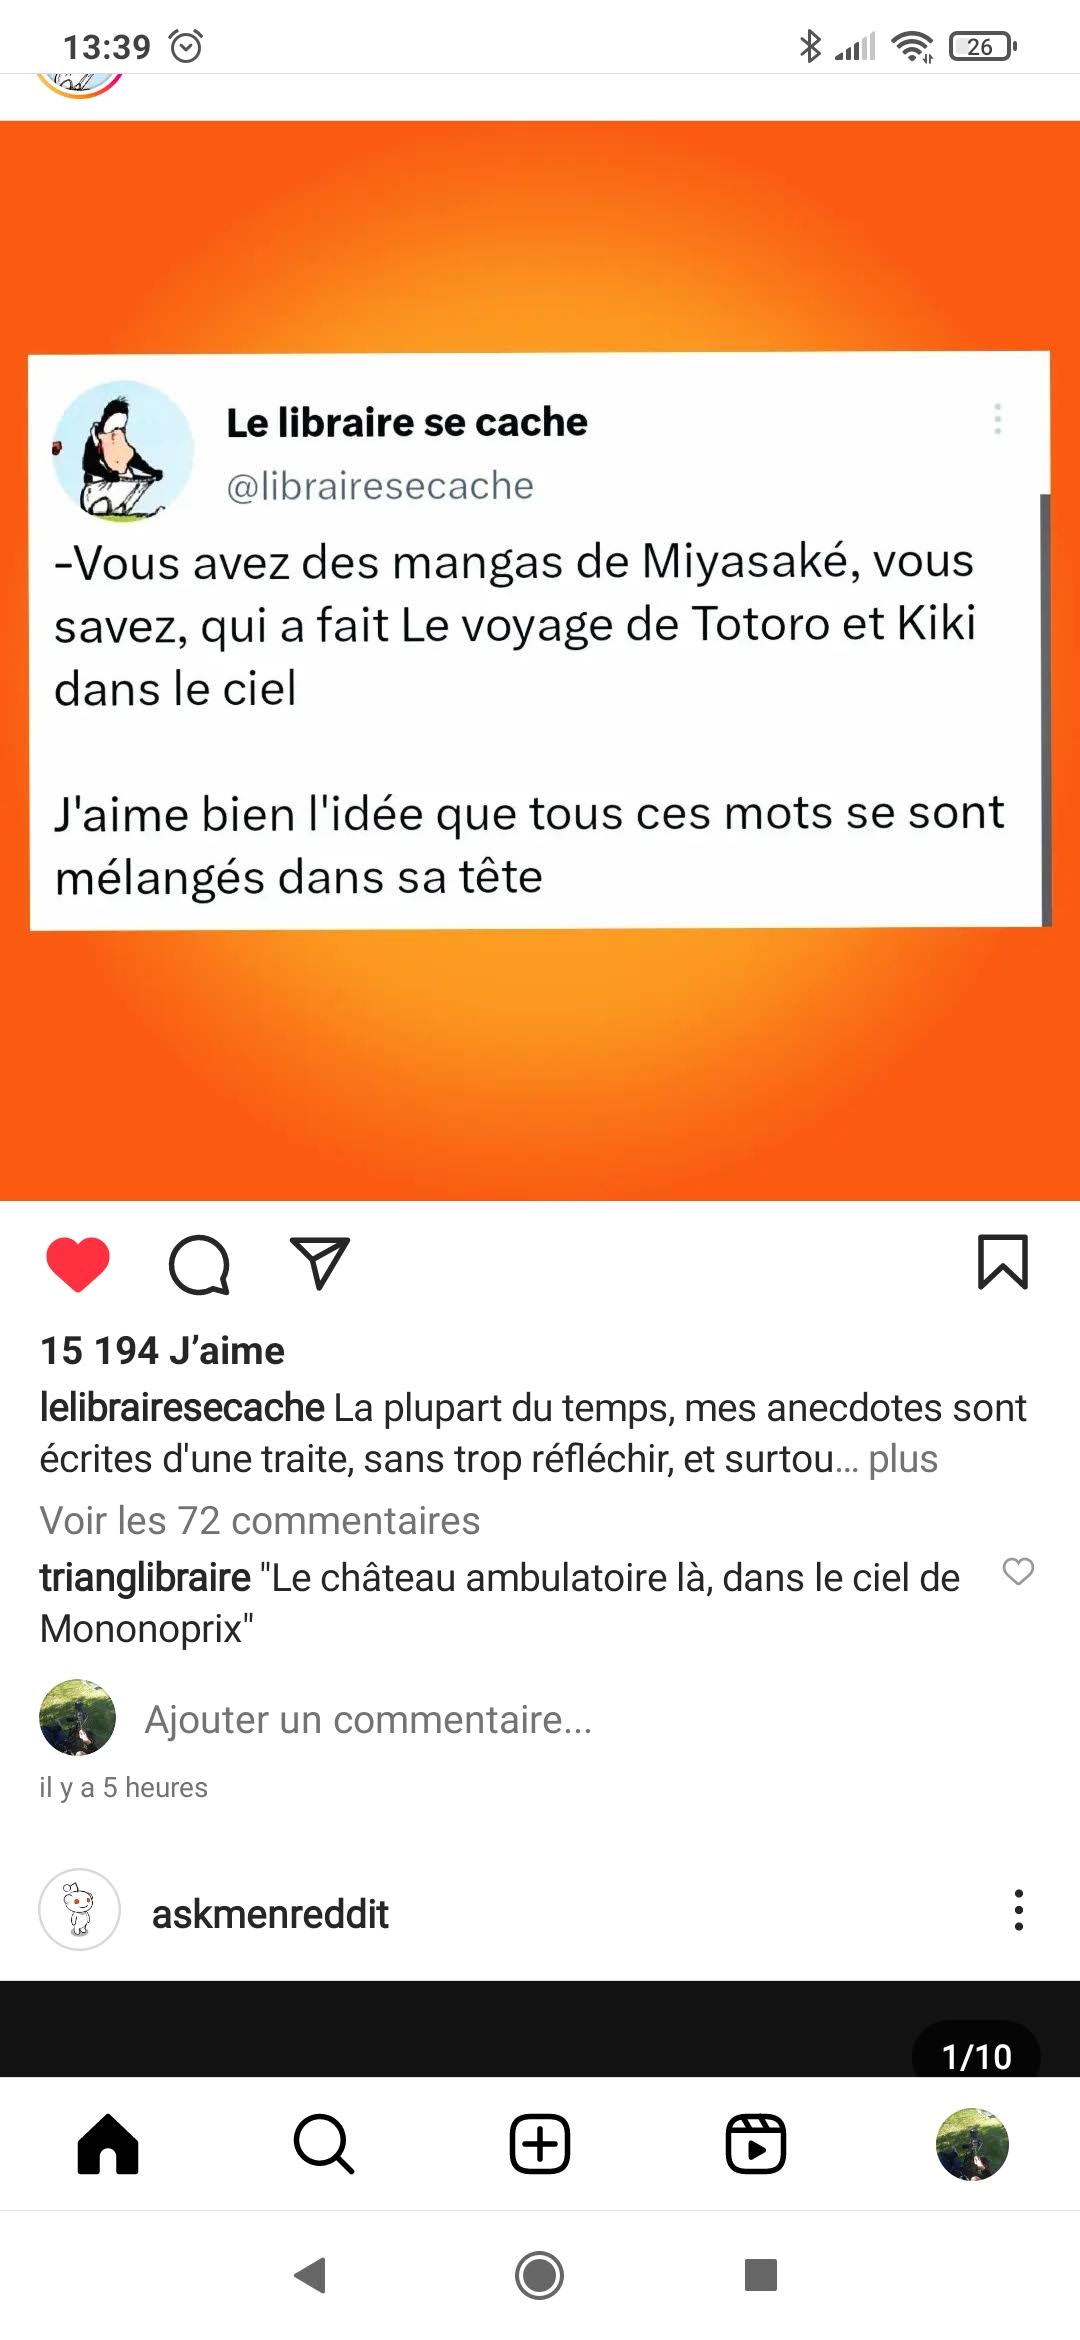 13:39
26
Le libraire se cache
@librairesecache
-Vous avez des mangas de Miyasaké, vous
savez, qui a fait Le voyage de Totoro et Kiki
dans le ciel
J'aime bien l'idée que tous ces mots se sont
mélangés dans sa tête
15 194 J’aime
lelibrairesecache La plupart du temps, mes anecdotes sont
écrites d'une traite, sans trop réfléchir, et surtou... plus
Voir les 72 commentaires
trianglibraire "Le château ambulatoire là, dans le ciel de
Mononoprix"
Ajouter un commentaire...
il y a 5 heures
askmenreddit
1/10